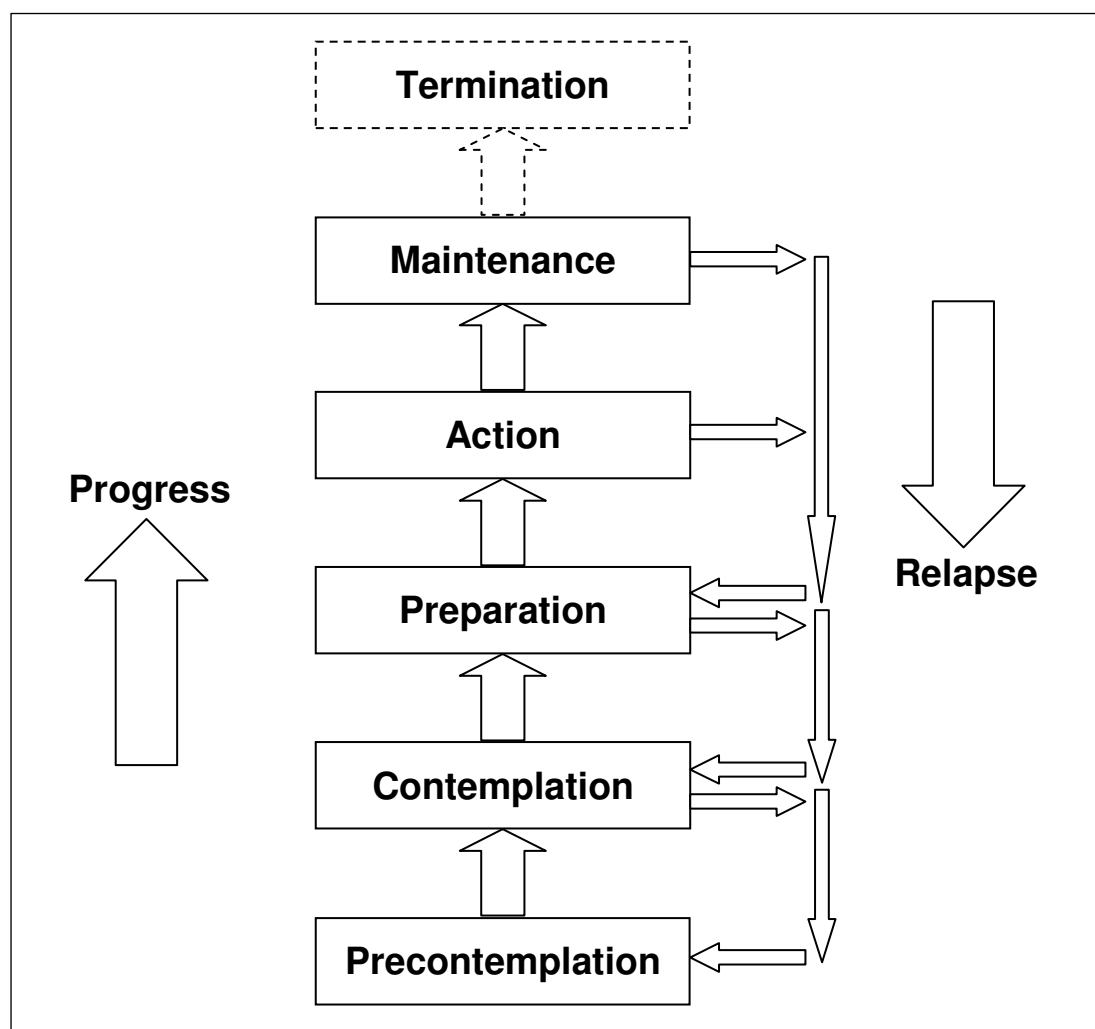 Termination
Maintenance
Action
Progress
Preparation
Relapse
Contemplation
Precontemplation